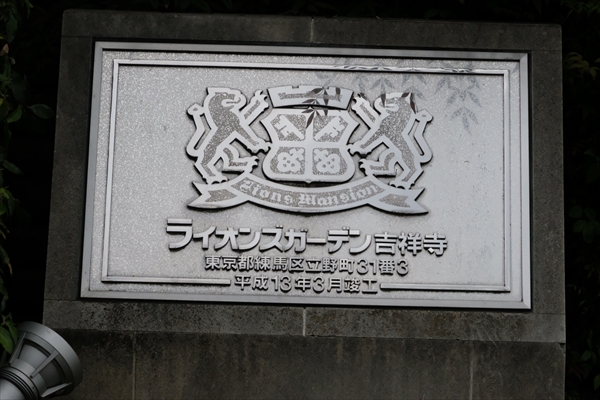 Lions Mansion
ライオンズガーデン吉祥寺
東京都練馬区立野町31番3
平成13年3月竣工